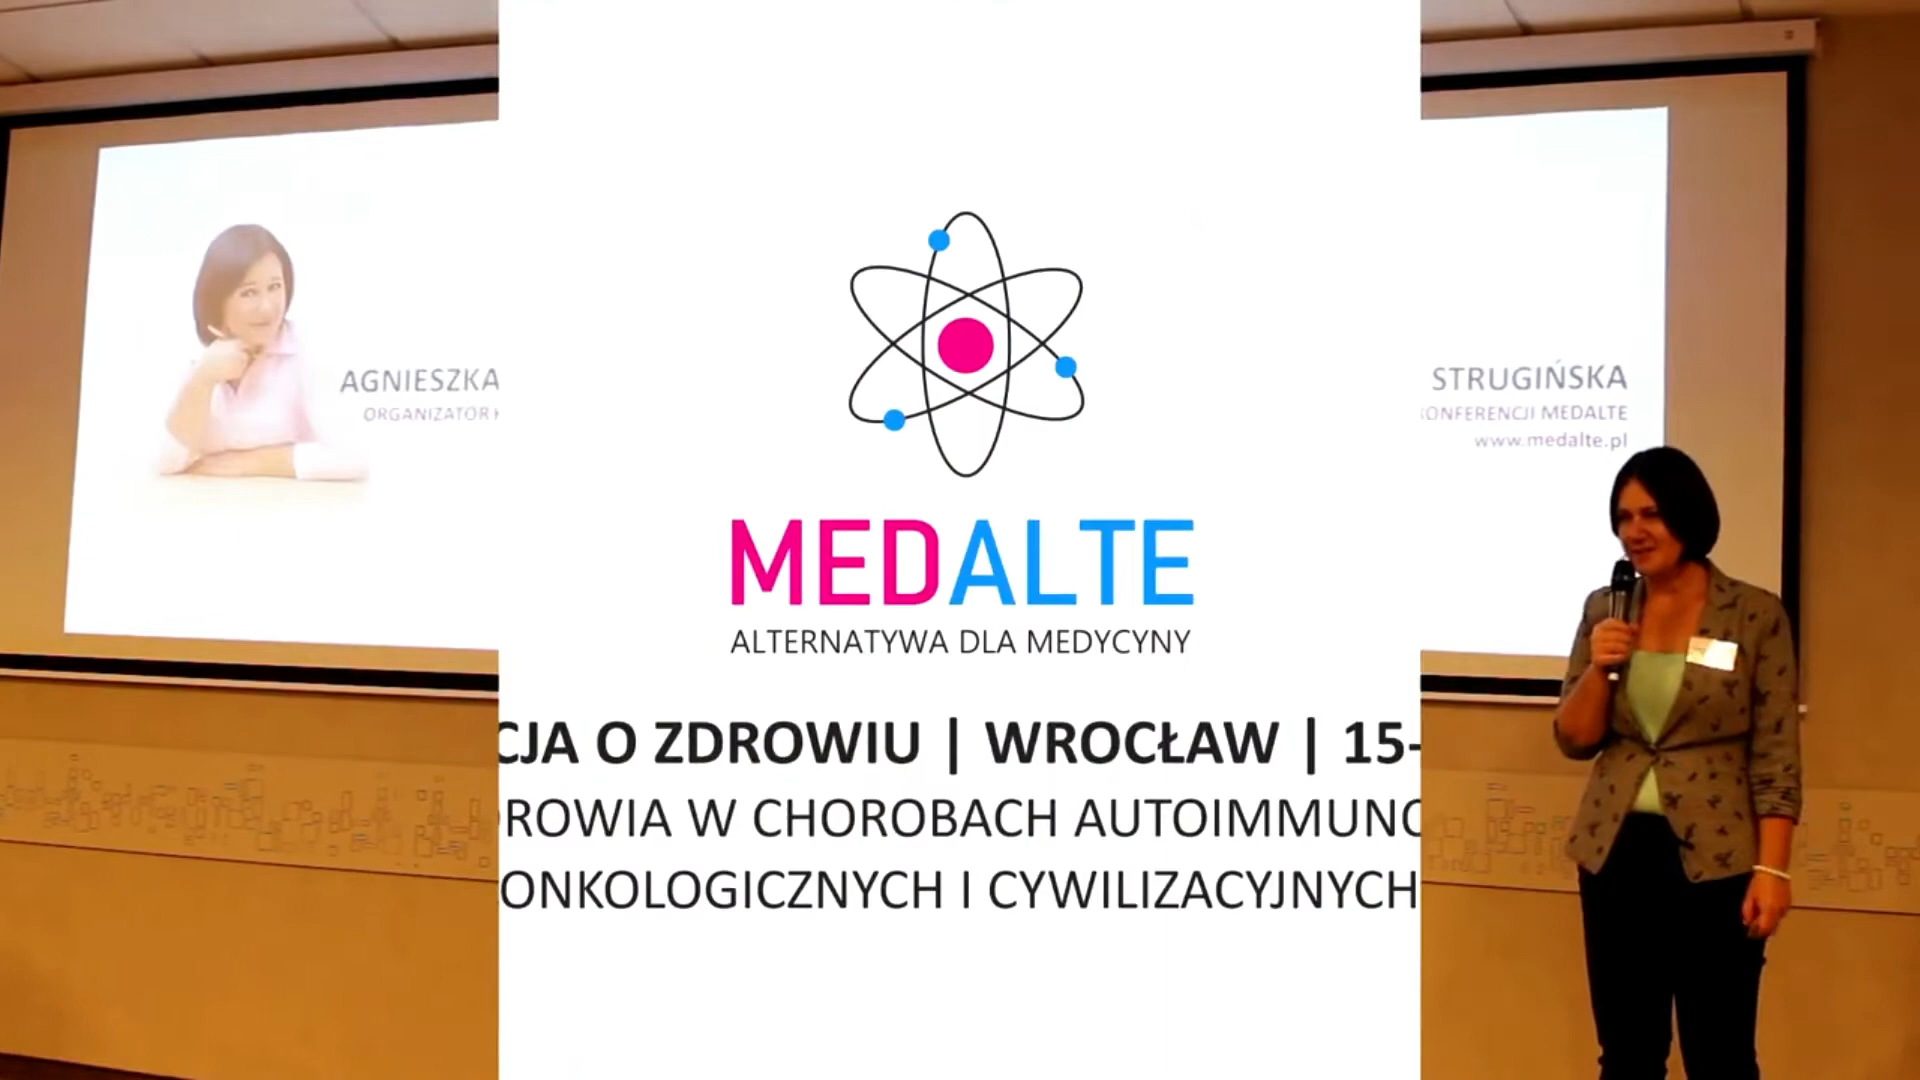 AGNIESZKA
ORGANIZATOR
STRUGIŃSKA
KONFERENCJI MEDALTE
www.medalte.pl
MEDALTE
ALTERNATYWA DLA MEDYCYNY
CJA O ZDROWIU | WROCŁAW | 15-
ROWIA W CHOROBACH AUTOIMMUNO
ONKOLOGICZNYCH I CYWILIZACYJNYCH